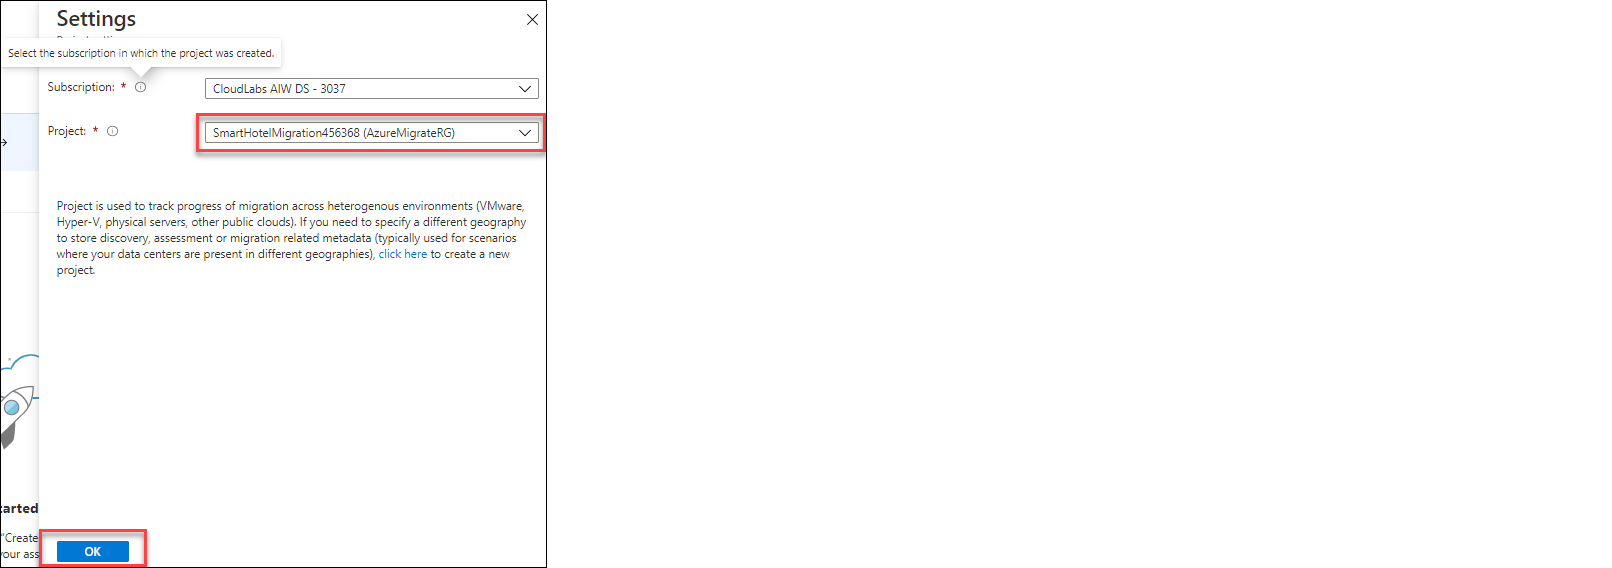 Settings
Select the subscription in which the project was created.
Subscription: *
CloudLabs AIW DS - 3037
Project: *
SmartHotelMigration456368 (AzureMigrateRG)
Project is used to track progress of migration across heterogenous environments (VMware,
Hyper-V, physical servers, other public clouds). If you need to specify a different geography
to store discovery, assessment or migration related metadata (typically used for scenarios
where your data centers are present in different geographies), click here to create a new
project.
tarted
"Create
your ass
OK